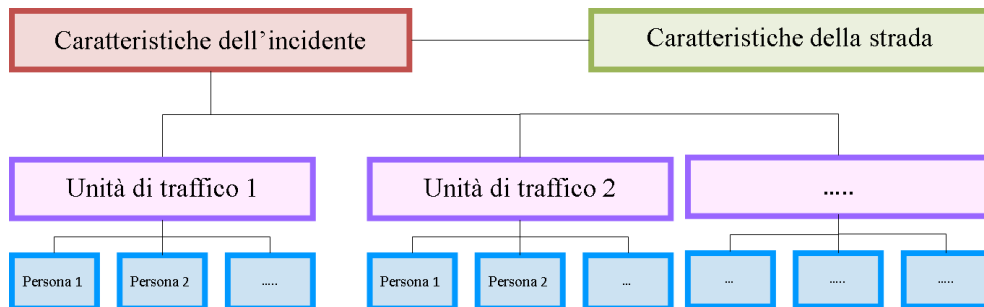 Caratteristiche dell'incidente
Caratteristiche della strada
Unità di traffico 1
Unità di traffico 2
.....
Persona 1
Persona 2
.....
Persona 1
Persona 2
...
...
.....
.....